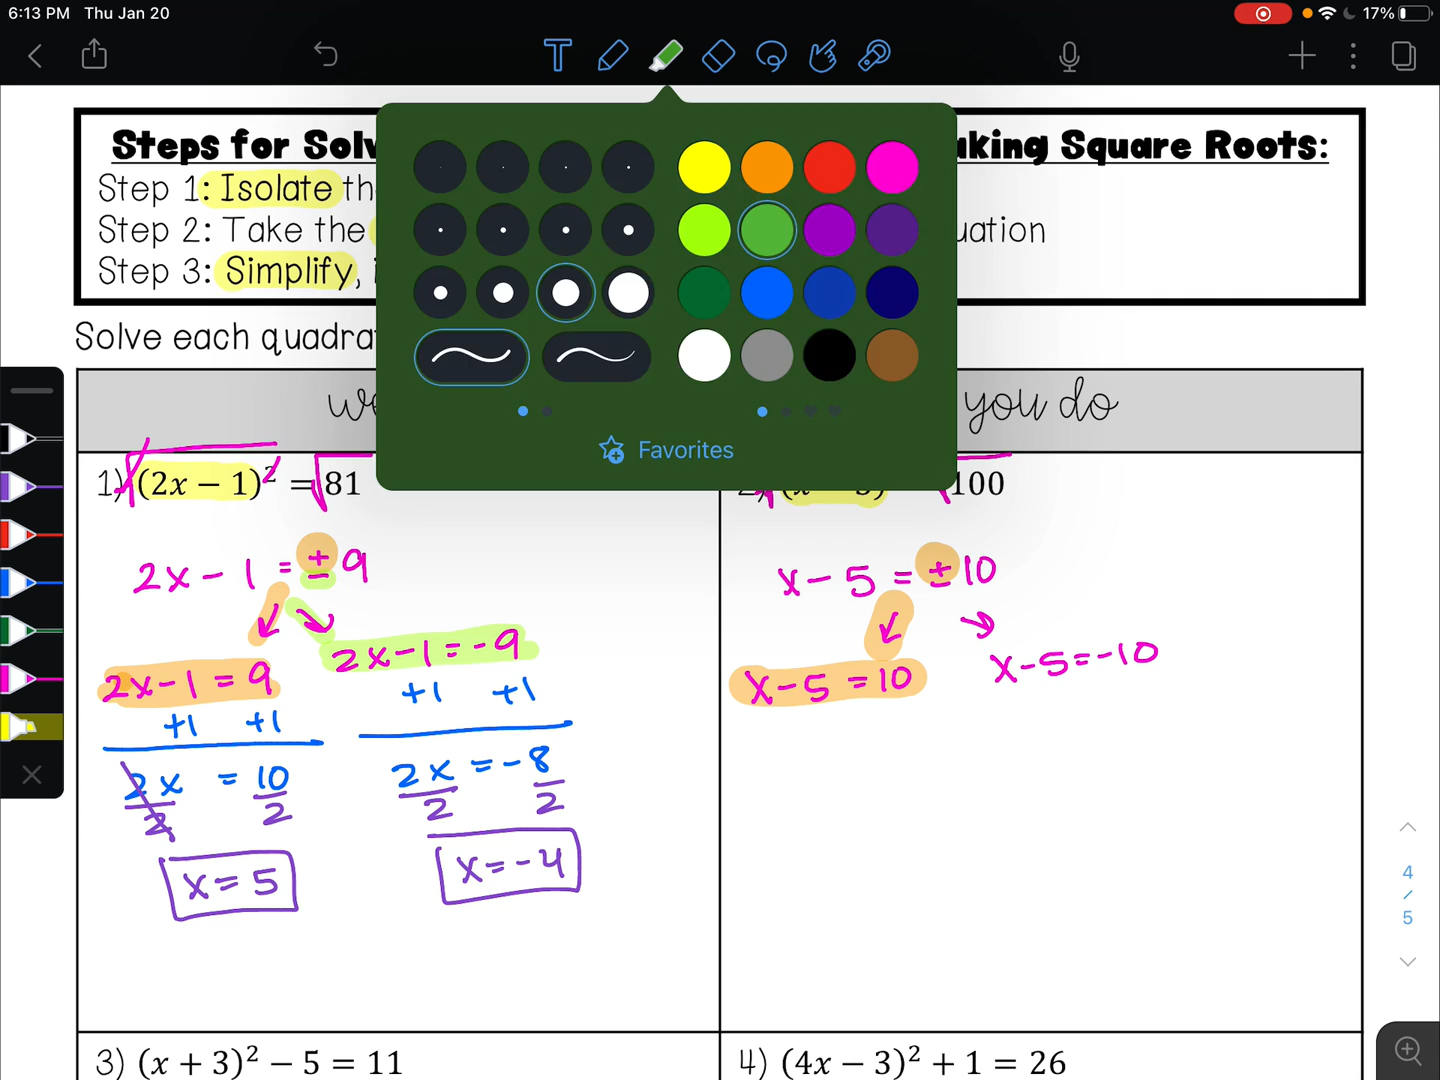 6:13 PM Thu Jan 20
17%
T
Steps for Solv aking Square Roots:
Step 1: Isolate th
Step 2: Take the uation
Step 3: Simplify,
Solve each quadra
Favorites
we you do
1) (2x − 1)² = 81
100
2x − 1 = ± 9
x − 5 = ± 10
2x−1 = −9
2x−1 = 9
+1 +1
+1 +1
x−5 = 10
x−5=−10
2x = 10
2 2
2x = −8
2 2
x = 5
x = −4
4
5
3) (x + 3)² − 5 = 11
4) (4x − 3)² + 1 = 26